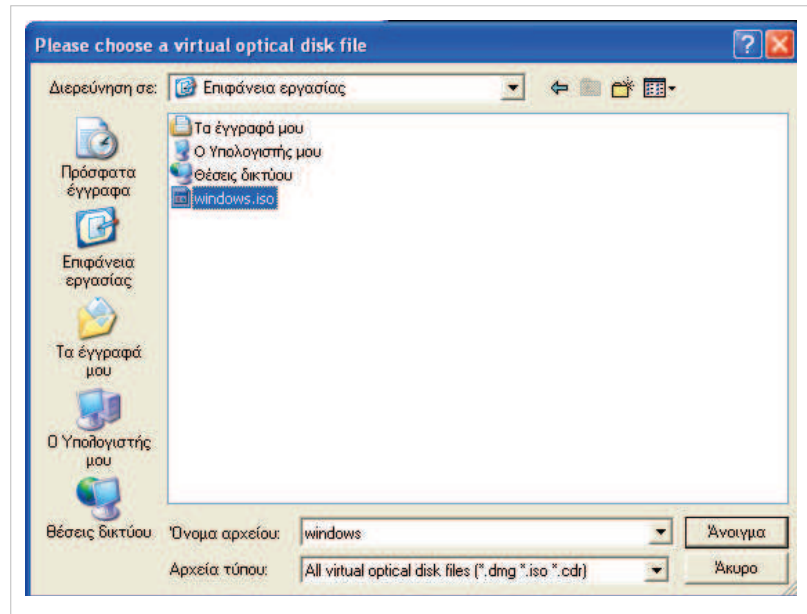 Please choose a virtual optical disk file
Διερεύνηση σε:
Επιφάνεια εργασίας
Τα έγγραφά μου
Ο Υπολογιστής μου
Θέσεις δικτύου
windows.iso
Πρόσφατα
έγγραφα
Επιφάνεια
εργασίας
Τα έγγραφά
μου
Ο Υπολογιστής
μου
Θέσεις δικτύου
Όνομα αρχείου:
windows
Άνοιγμα
Αρχεία τύπου:
All virtual optical disk files (*.dmg *.iso *.cdr)
Άκυρο